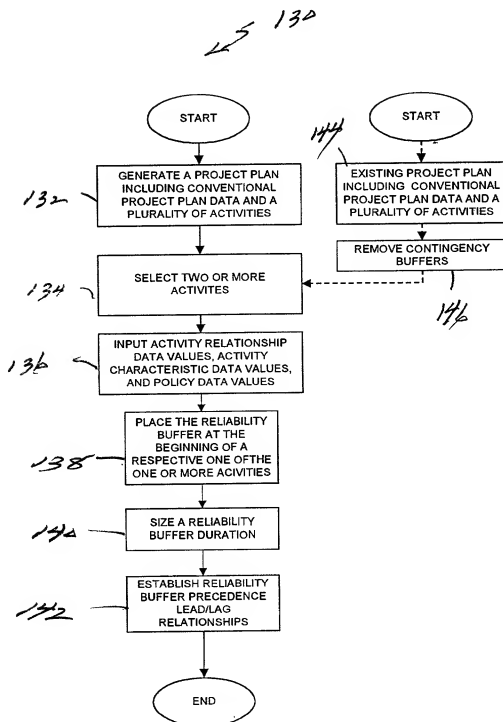 130
START
START
144
132
GENERATE A PROJECT PLAN
INCLUDING CONVENTIONAL
PROJECT PLAN DATA AND A
PLURALITY OF ACTIVITIES
EXISTING PROJECT PLAN
INCLUDING CONVENTIONAL
PROJECT PLAN DATA AND A
PLURALITY OF ACTIVITIES
REMOVE CONTINGENCY
BUFFERS
146
134
SELECT TWO OR MORE
ACTIVITES
136
INPUT ACTIVITY RELATIONSHIP
DATA VALUES, ACTIVITY
CHARACTERISTIC DATA VALUES,
AND POLICY DATA VALUES
138
PLACE THE RELIABILITY
BUFFER AT THE
BEGINNING OF A
RESPECTIVE ONE OFTHE
ONE OR MORE ACIVITIES
140
SIZE A RELIABILITY
BUFFER DURATION
142
ESTABLISH RELIABILITY
BUFFER PRECEDENCE
LEAD/LAG
RELATIONSHIPS
END